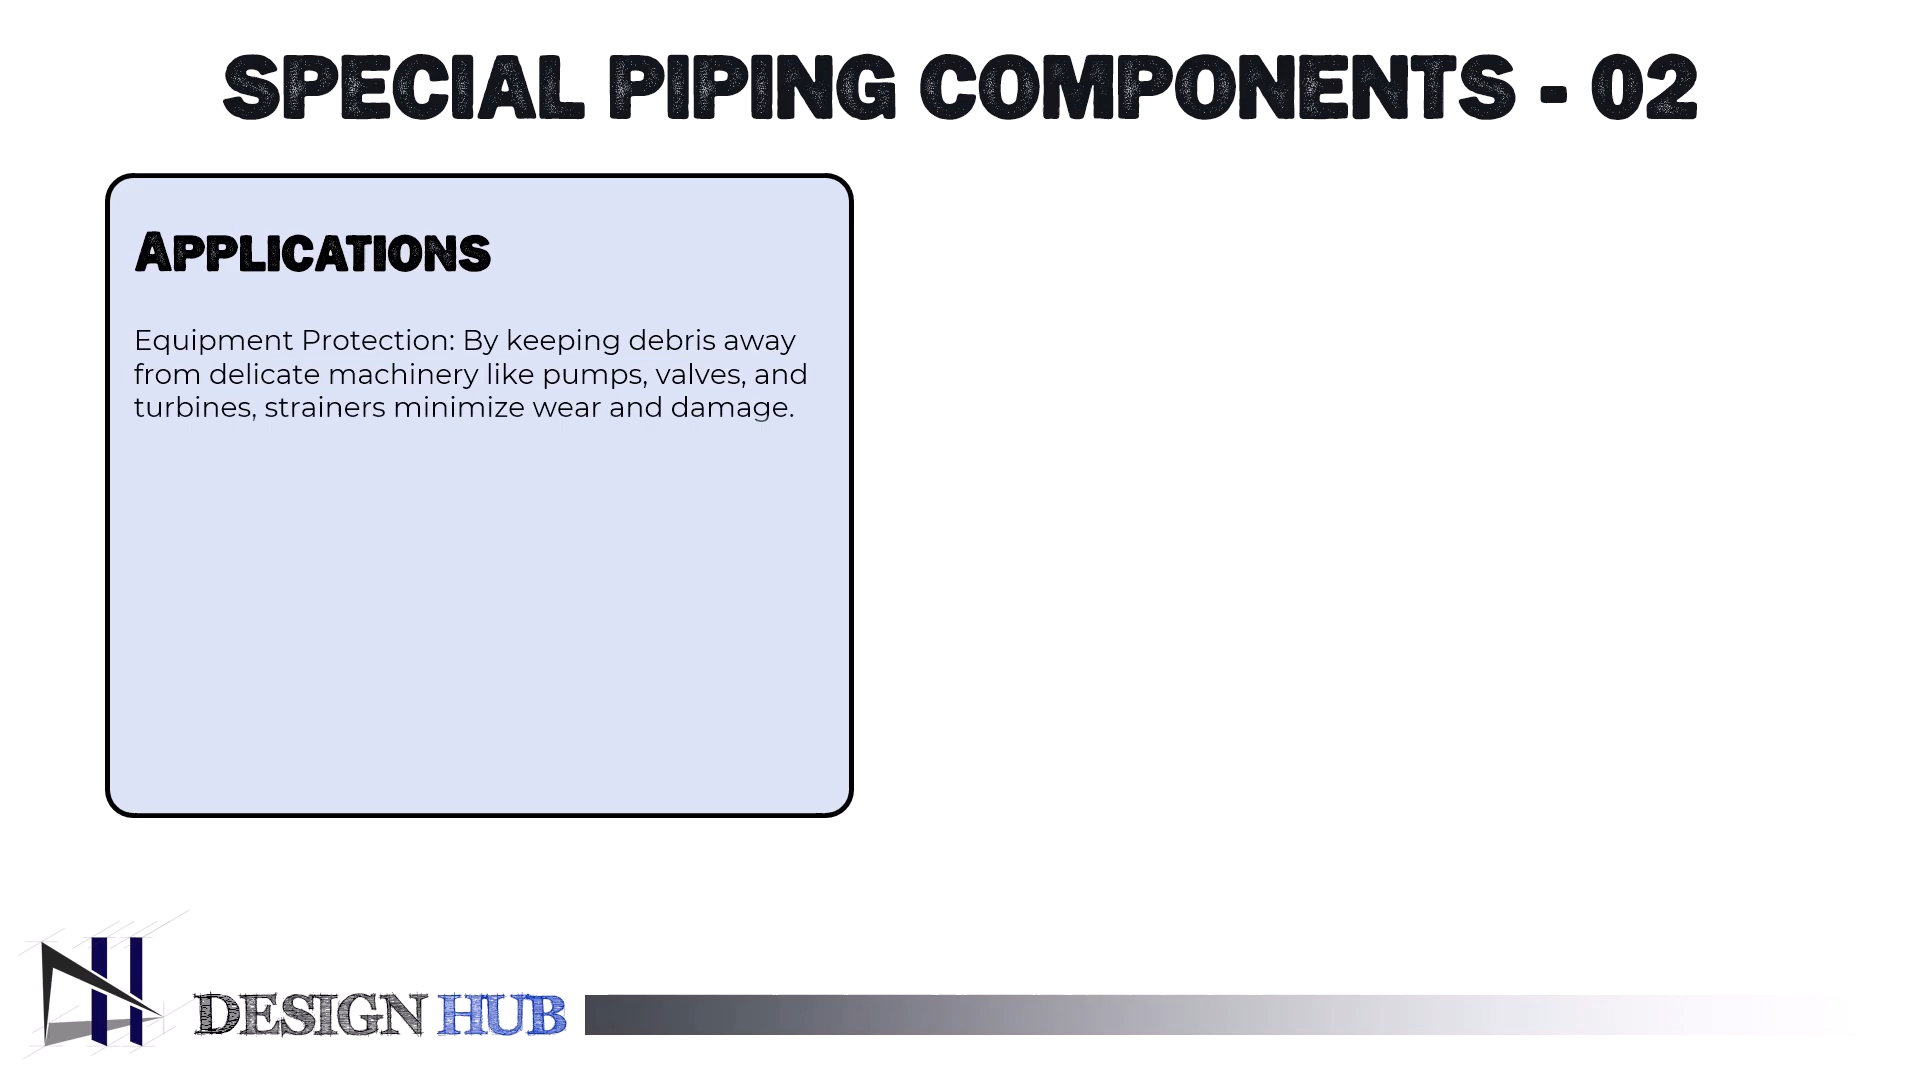 SPECIAL PIPING COMPONENTS - 02
APPLICATIONS
Equipment Protection: By keeping debris away
from delicate machinery like pumps, valves, and
turbines, strainers minimize wear and damage.
DESIGN HUB